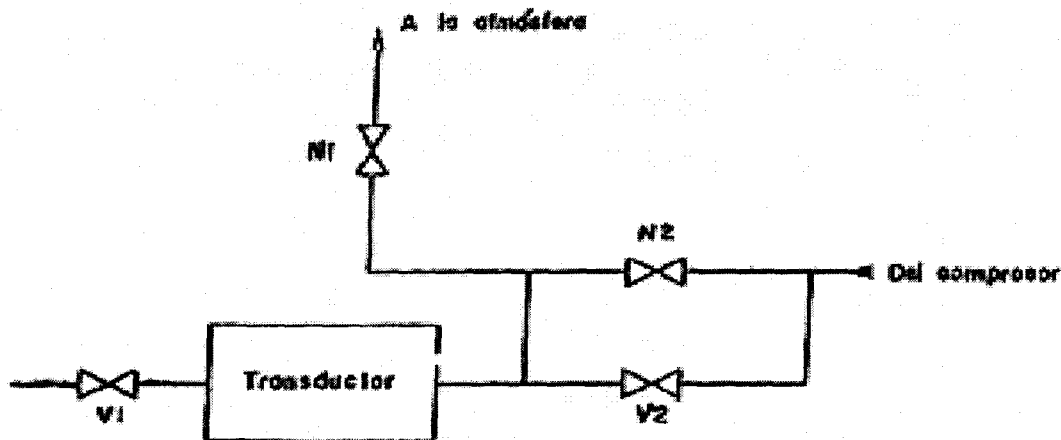 A la atmósfera
N1
N2
Del compresor
Transductor
V1
V2